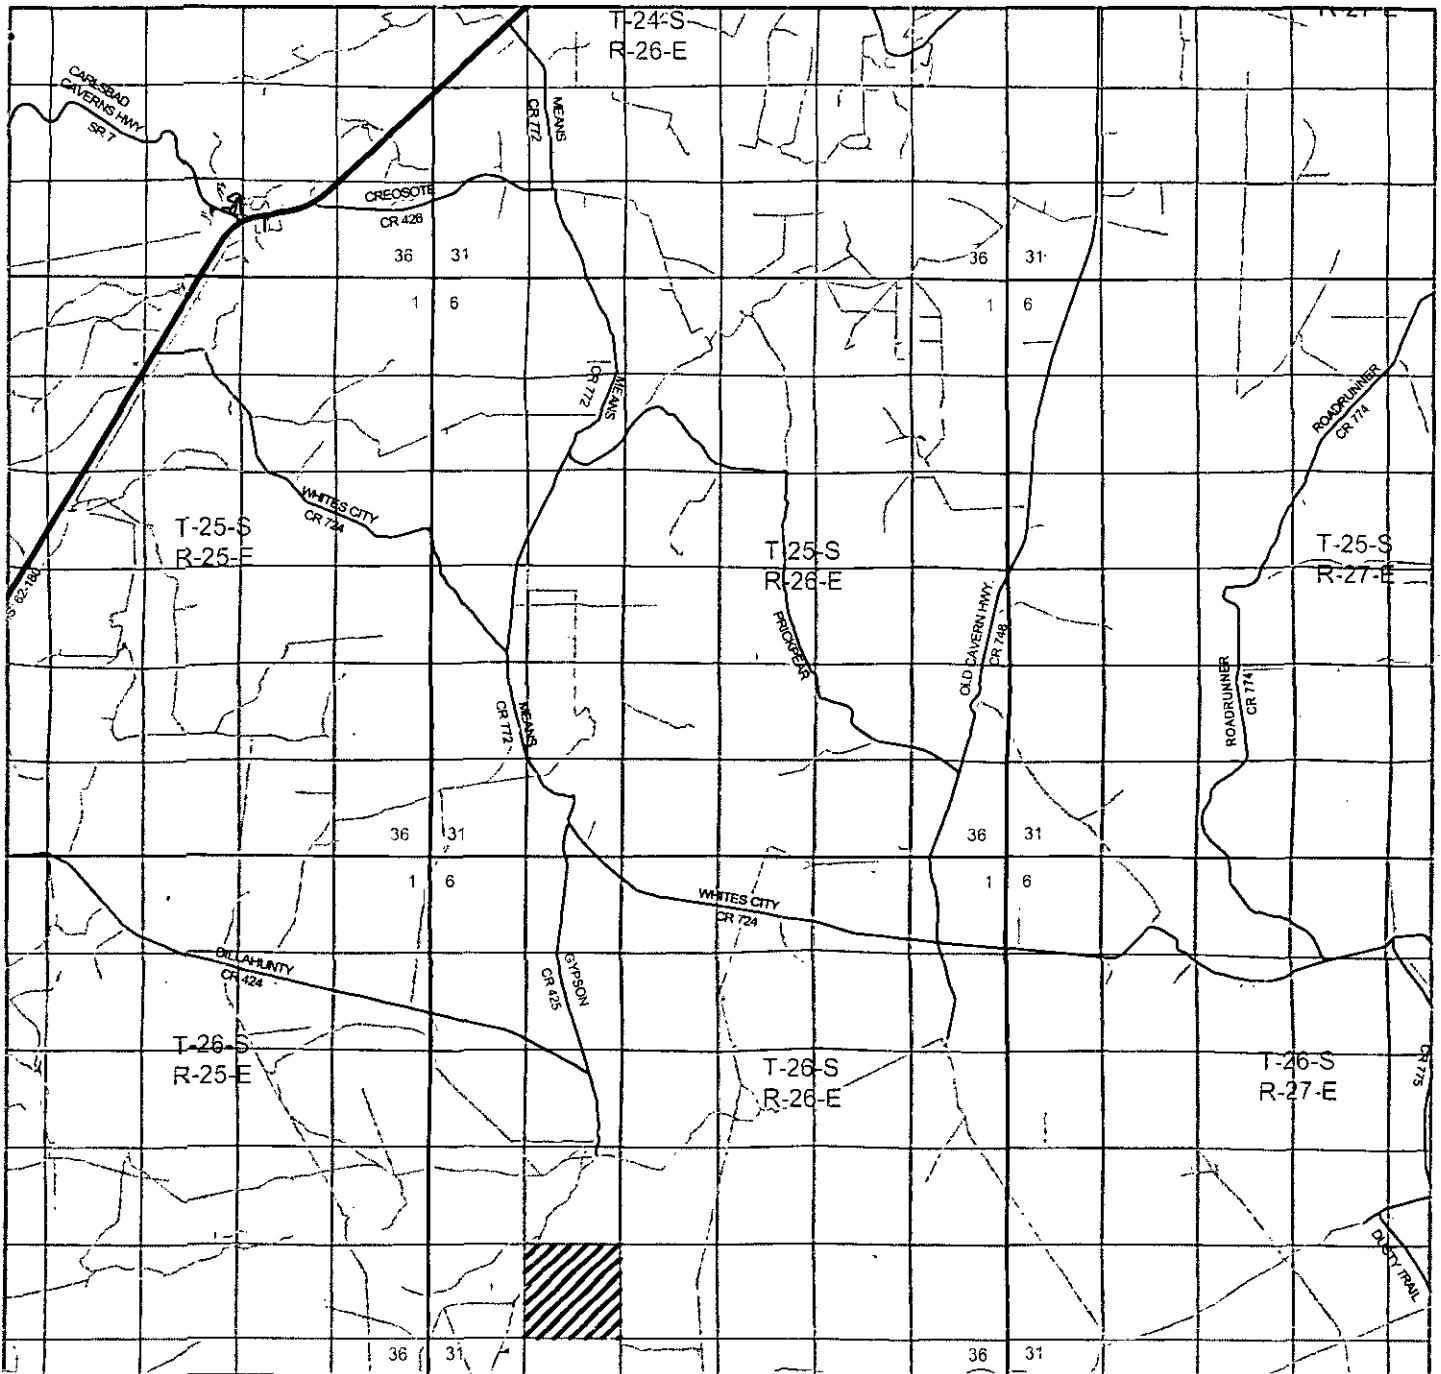 T-24-S
R-26-E
R-27-E
CARLSBAD
CAVERNS HWY
SR 7
MEANS
CR 772
CREOSOTE
CR 426
36 31
36 31
1 6
1 6
MEANS
CR 772
ROADRUNNER
CR 774
WHITES CITY
CR 724
T-25-S
R-25-E
T-25-S
R-26-E
T-25-S
R-27-E
S 62-180
PRICKPEAR
OLD CAVERN HWY.
CR 748
ROADRUNNER
CR 774
MEANS
CR 772
36 31
36 31
1 6
1 6
WHITES CITY
CR 724
DILLAHUNTY
CR 424
GYPSON
CR 425
T-26-S
R-25-E
T-26-S
R-26-E
T-26-S
R-27-E
CR 775
DUSTY TRAIL
36 31
36 31